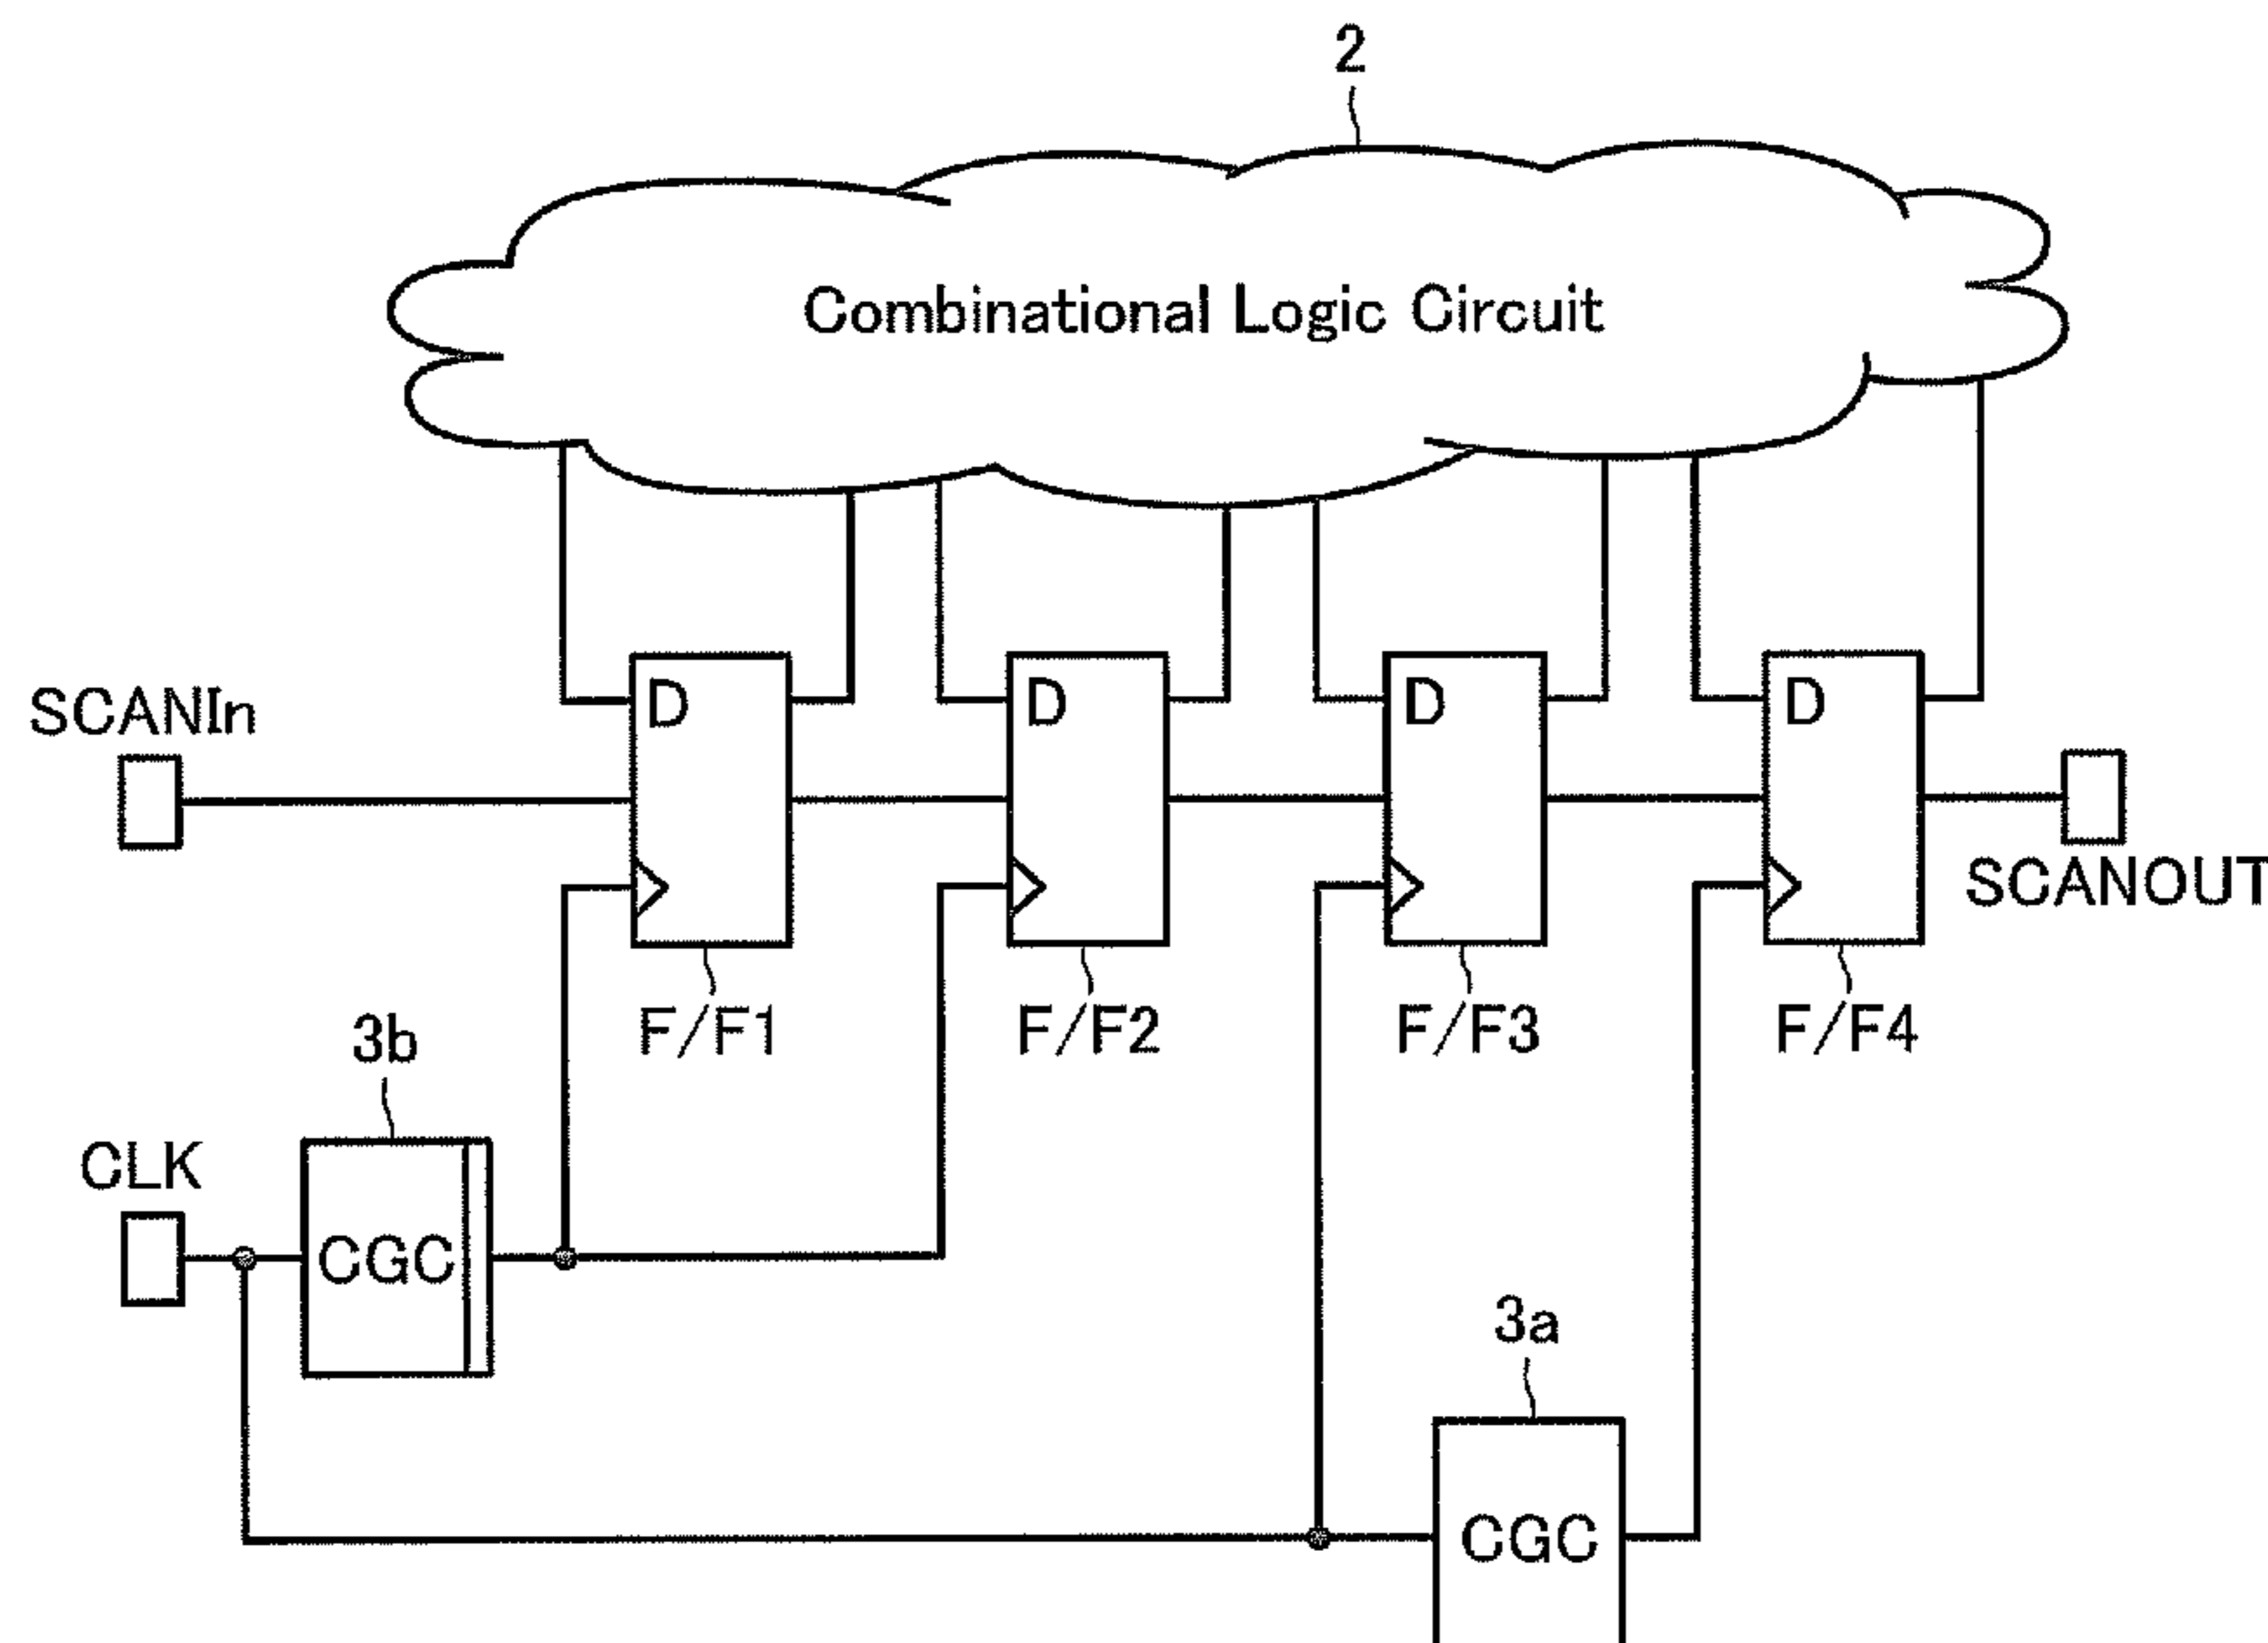 2
Combinational Logic Circuit
D
D
D
D
SCANIn
SCANOUT
F/F1
F/F2
F/F3
F/F4
3b
CLK
CGC
3a
CGC